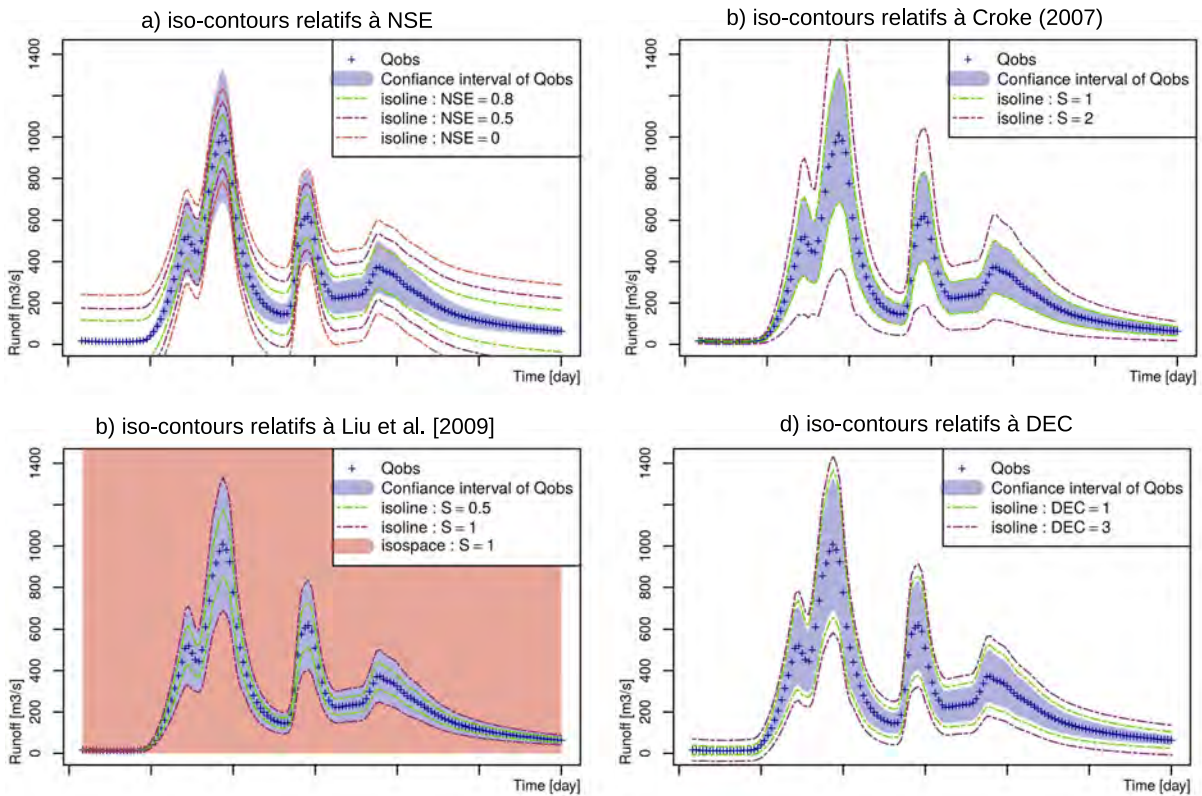 a) iso-contours relatifs à NSE
Runoff [m3/s]
0 200 400 600 800 1000 1400
Qobs
Confiance interval of Qobs
isoline : NSE = 0.8
isoline : NSE = 0.5
isoline : NSE = 0
Time [day]
b) iso-contours relatifs à Croke (2007)
Runoff [m3/s]
0 200 400 600 800 1000 1400
Qobs
Confiance interval of Qobs
isoline : S = 1
isoline : S = 2
Time [day]
b) iso-contours relatifs à Liu et al. [2009]
Runoff [m3/s]
0 200 400 600 800 1000 1400
Qobs
Confiance interval of Qobs
isoline : S = 0.5
isoline : S = 1
isospace : S = 1
Time [day]
d) iso-contours relatifs à DEC
Runoff [m3/s]
0 200 400 600 800 1000 1400
Qobs
Confiance interval of Qobs
isoline : DEC = 1
isoline : DEC = 3
Time [day]